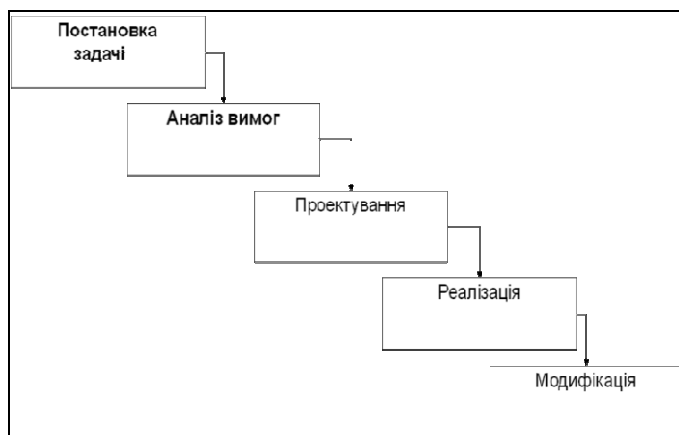 Постановка
задачі
Аналіз вимог
Проектування
Реалізація
Модифікація